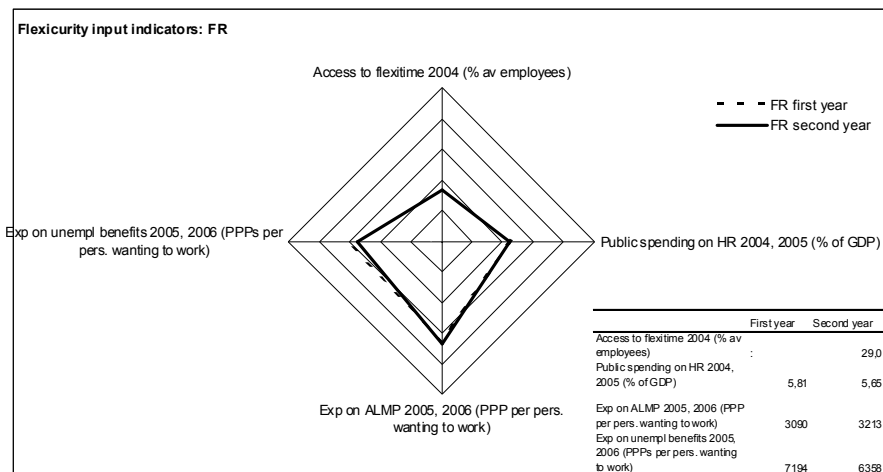 Flexicurity input indicators: FR
Access to flexitime 2004 (% av employees)
FR first year
FR second year
Exp on unempl benefits 2005, 2006 (PPPs per
pers. wanting to work)
Public spending on HR 2004, 2005 (% of GDP)
Exp on ALMP 2005, 2006 (PPP per pers.
wanting to work)
First year Second year
Access to flexitime 2004 (% av
employees) : 29,0
Public spending on HR 2004,
2005 (% of GDP) 5,81 5,65
Exp on ALMP 2005, 2006 (PPP
per pers. wanting to work) 3090 3213
Exp on unempl benefits 2005,
2006 (PPPs per pers. wanting
to work) 7194 6358